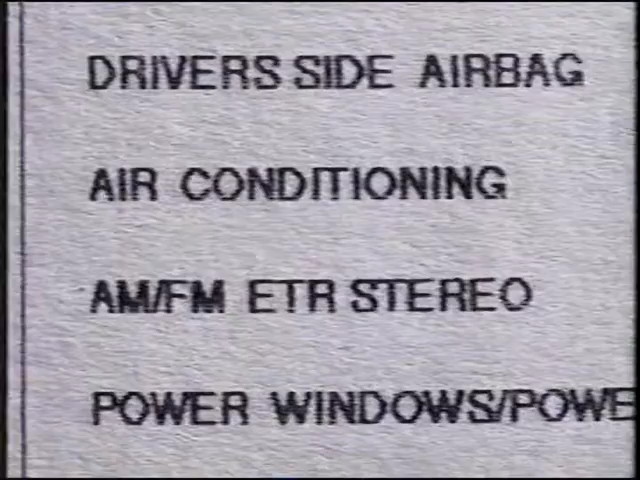 DRIVERS SIDE AIRBAG
AIR CONDITIONING
AM/FM ETR STEREO
POWER WINDOWS/POWE